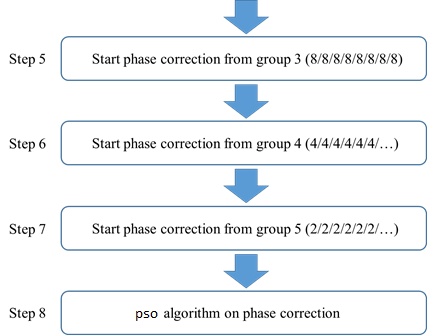 Step 5 Start phase correction from group 3 (8/8/8/8/8/8/8/8)
Step 6 Start phase correction from group 4 (4/4/4/4/4/4/…)
Step 7 Start phase correction from group 5 (2/2/2/2/2/2/…)
Step 8 pso algorithm on phase correction